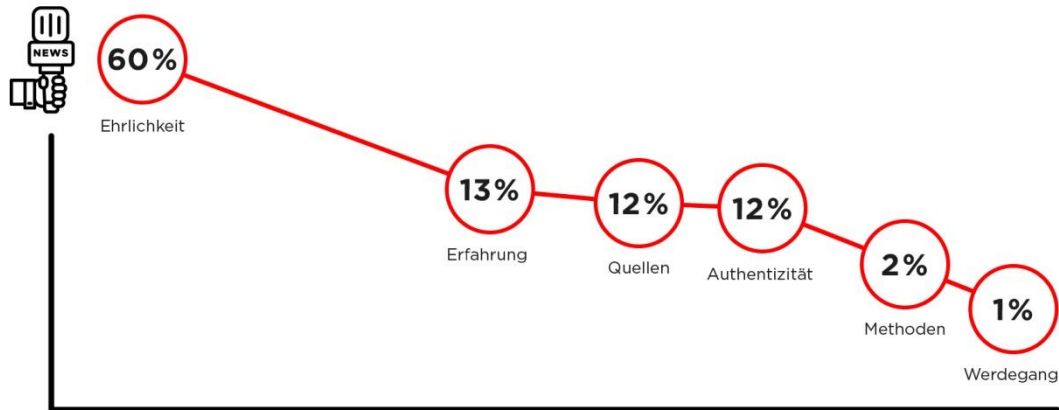 NEWS
60%
Ehrlichkeit
13%
Erfahrung
12%
Quellen
12%
Authentizität
2%
Methoden
1%
Werdegang